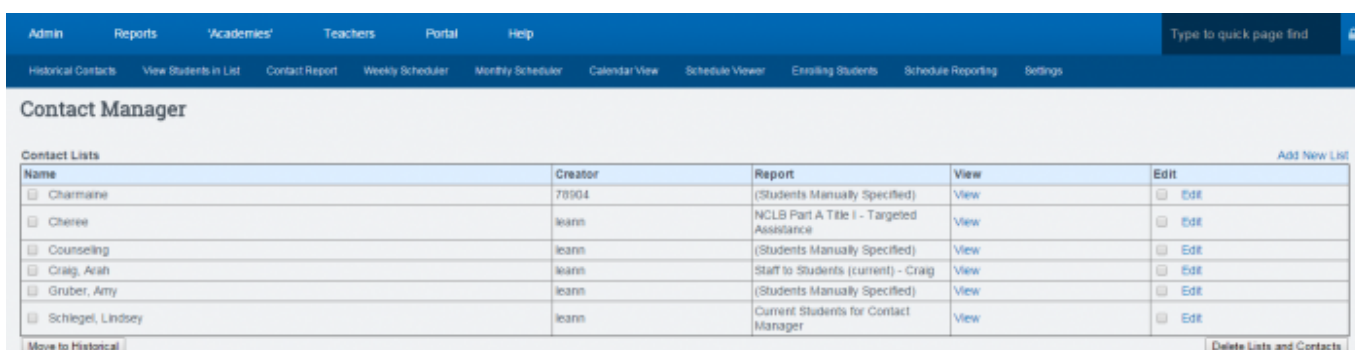 Admin Reports 'Academies' Teachers Portal Help Type to quick page find
Historical Contacts View Students in List Contact Report Weekly Scheduler Monthly Scheduler Calendar View Schedule Viewer Enrolling Students Schedule Reporting Settings
Contact Manager
Contact Lists Add New List
Name Creator Report View Edit
Charmaine 78904 (Students Manually Specified) View Edit
Cheree leann NCLB Part A Title I - Targeted Assistance View Edit
Counseling leann (Students Manually Specified) View Edit
Craig, Arah leann Staff to Students (current) - Craig View Edit
Gruber, Amy leann (Students Manually Specified) View Edit
Schlegel, Lindsey leann Current Students for Contact Manager View Edit
Move to Historical Delete Lists and Contacts